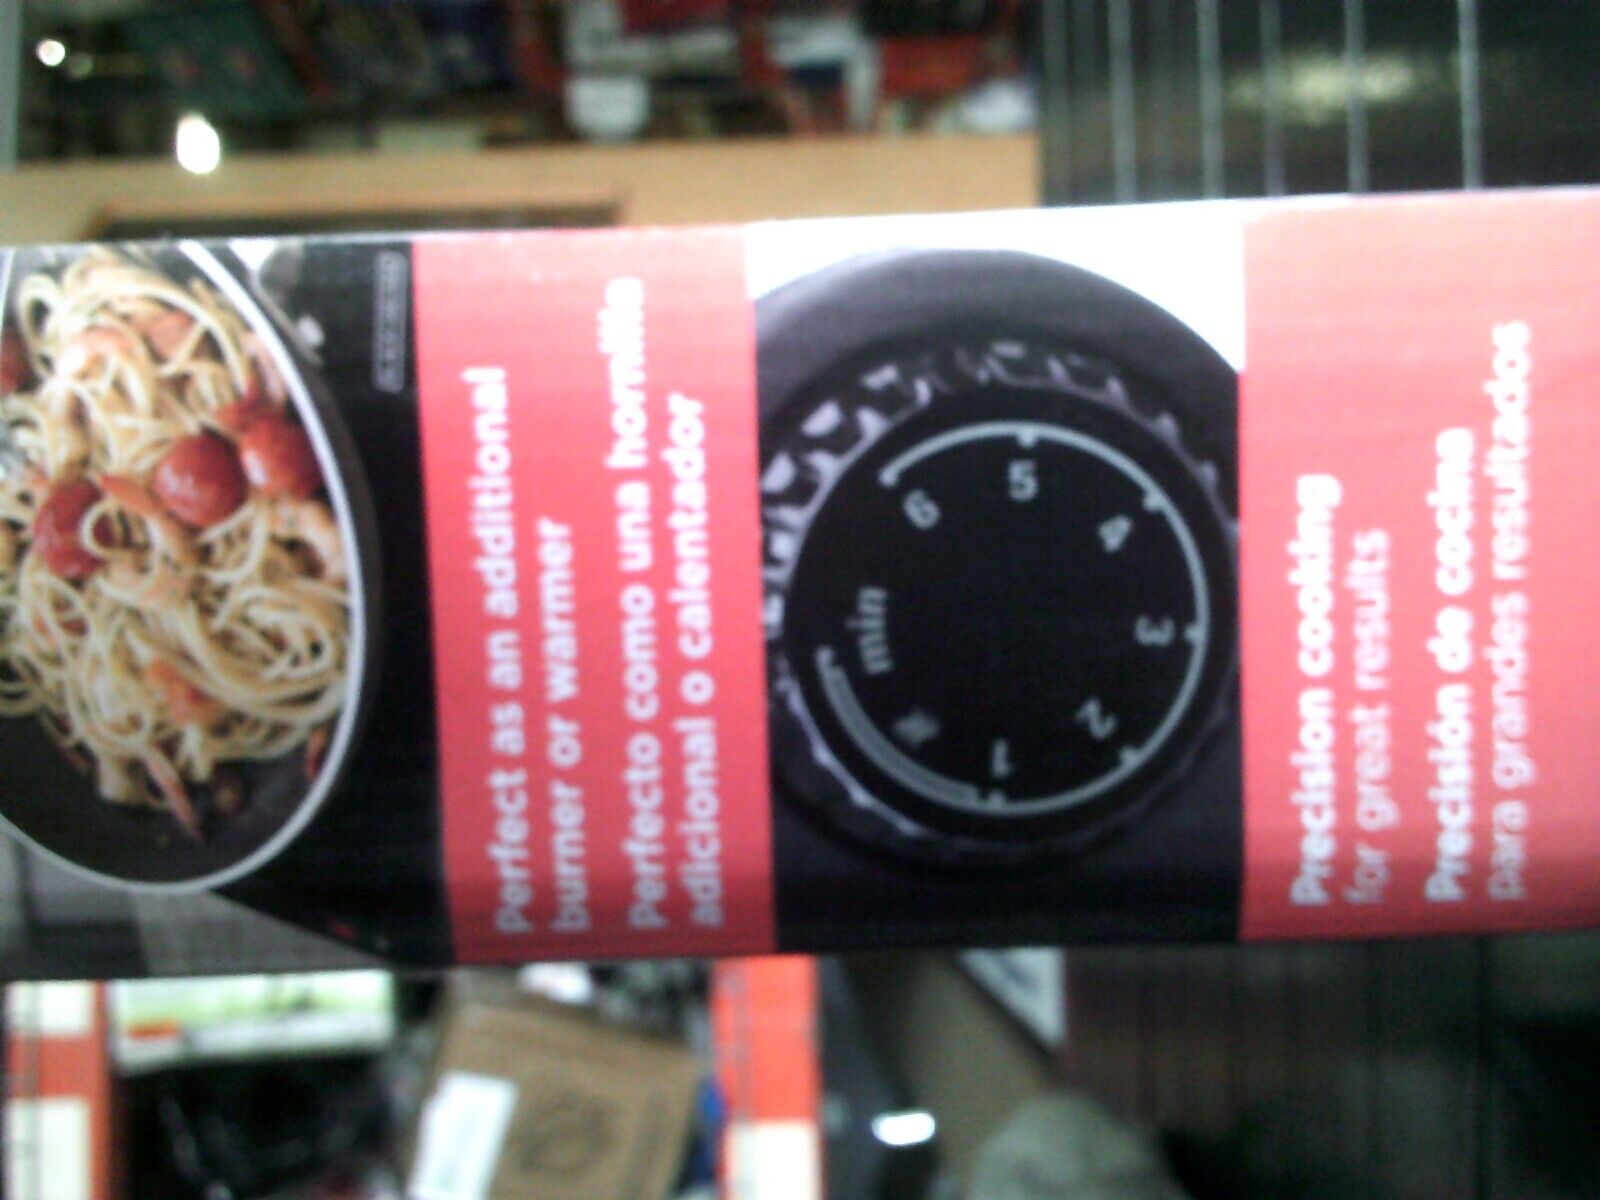 Perfect as an additional
burner or warmer
Perfecto como una hornilla
adicional o calentador
min
1
2
3
4
5
6
Precision cooking
for great results
Precisión de cocina
para grandes resultados